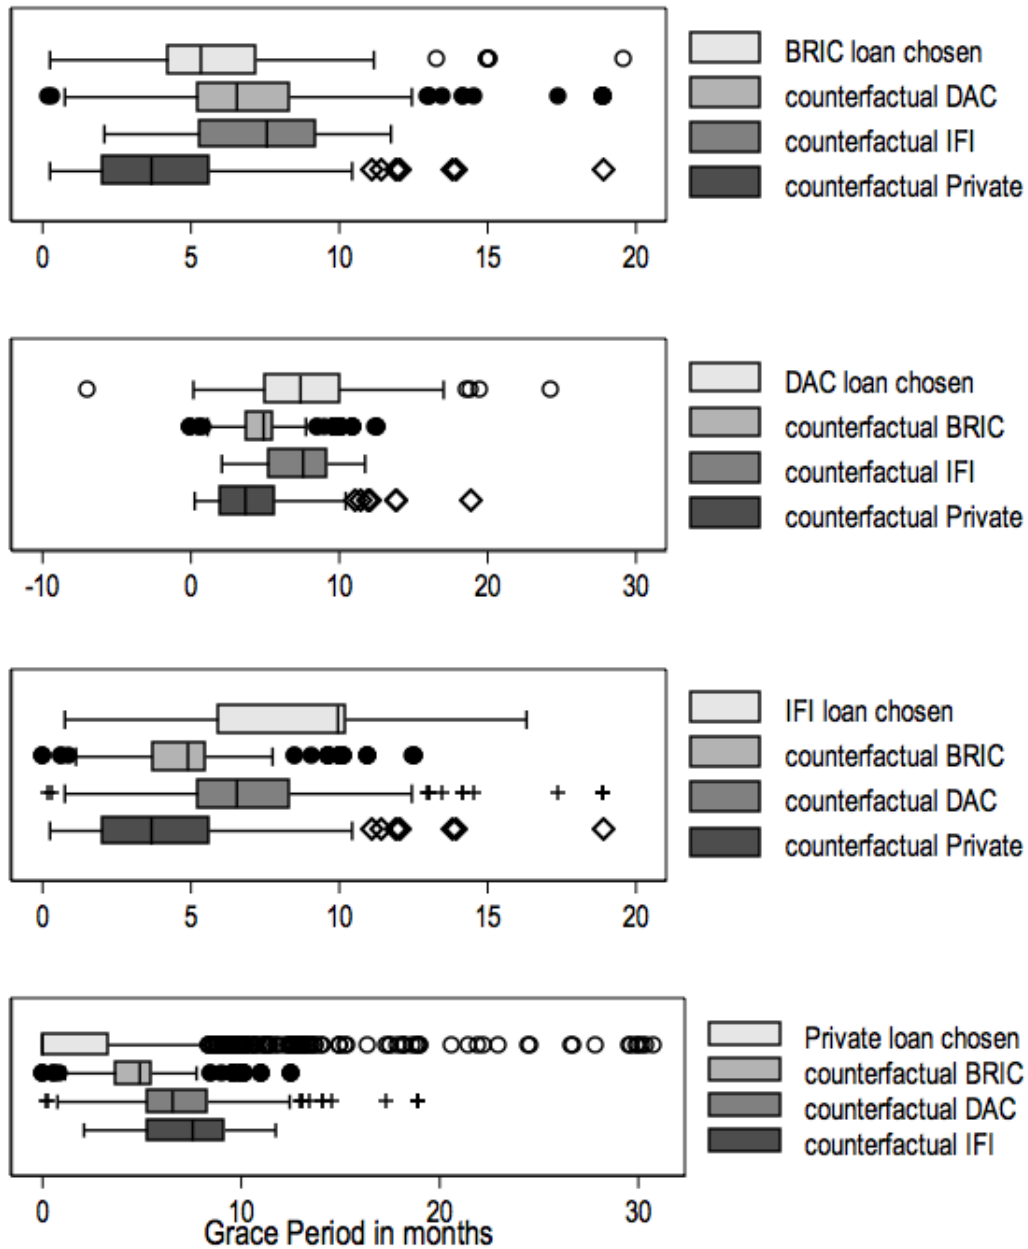 BRIC loan chosen
counterfactual DAC
counterfactual IFI
counterfactual Private
0 5 10 15 20
DAC loan chosen
counterfactual BRIC
counterfactual IFI
counterfactual Private
-10 0 10 20 30
IFI loan chosen
counterfactual BRIC
counterfactual DAC
counterfactual Private
0 5 10 15 20
Private loan chosen
counterfactual BRIC
counterfactual DAC
counterfactual IFI
0 10 20 30
Grace Period in months